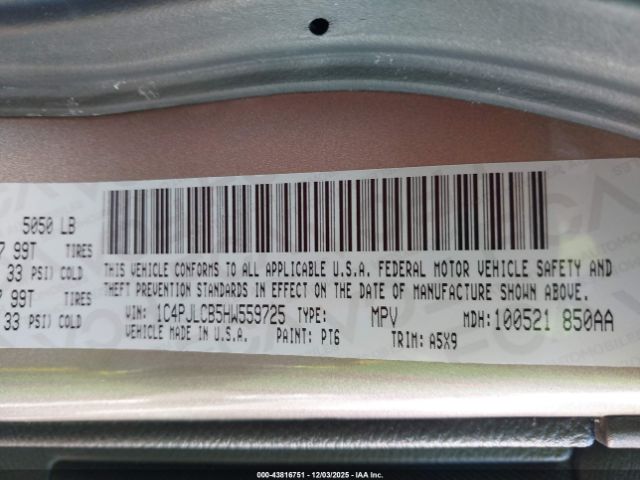 5050 LB
7 99T TIRES
33 PSI) COLD
99T TIRES
33 PSI) COLD
THIS VEHICLE CONFORMS TO ALL APPLICABLE U.S.A. FEDERAL MOTOR VEHICLE SAFETY AND
THEFT PREVENTION STANDARDS IN EFFECT ON THE DATE OF MANUFACTURE SHOWN ABOVE.
VIN: 1C4PJLCB5HW559725 TYPE: MPV MDH: 100521 850AA
VEHICLE MADE IN U.S.A. PAINT: PT6 TRIM: A5X9
000-43816751 - 12/03/2025 - IAA Inc.